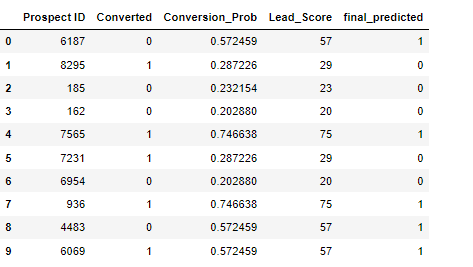 Prospect ID Converted Conversion_Prob Lead_Score final_predicted
0 6187 0 0.572459 57 1
1 8295 1 0.287226 29 0
2 185 0 0.232154 23 0
3 162 0 0.202880 20 0
4 7565 1 0.746638 75 1
5 7231 1 0.287226 29 0
6 6954 0 0.202880 20 0
7 936 1 0.746638 75 1
8 4483 0 0.572459 57 1
9 6069 1 0.572459 57 1